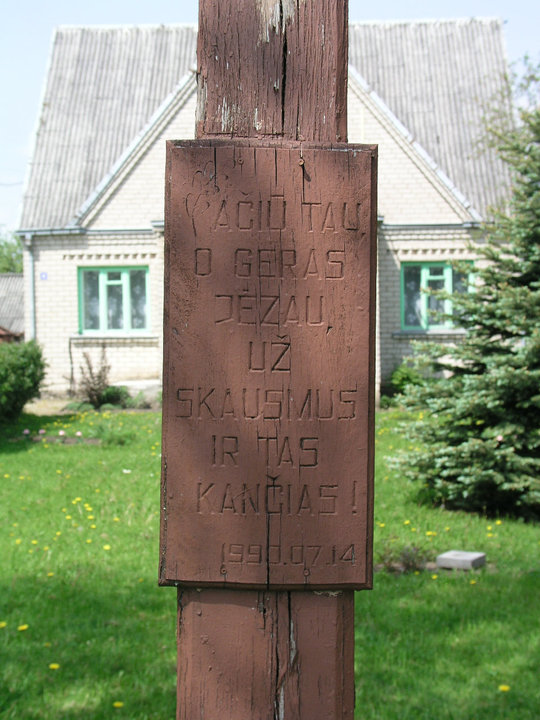 AČIŪ TAU
O GERAS
JĖZAU,
UŽ
SKAUSMUS
IR TAS
KANČIAS!
1990.07.14